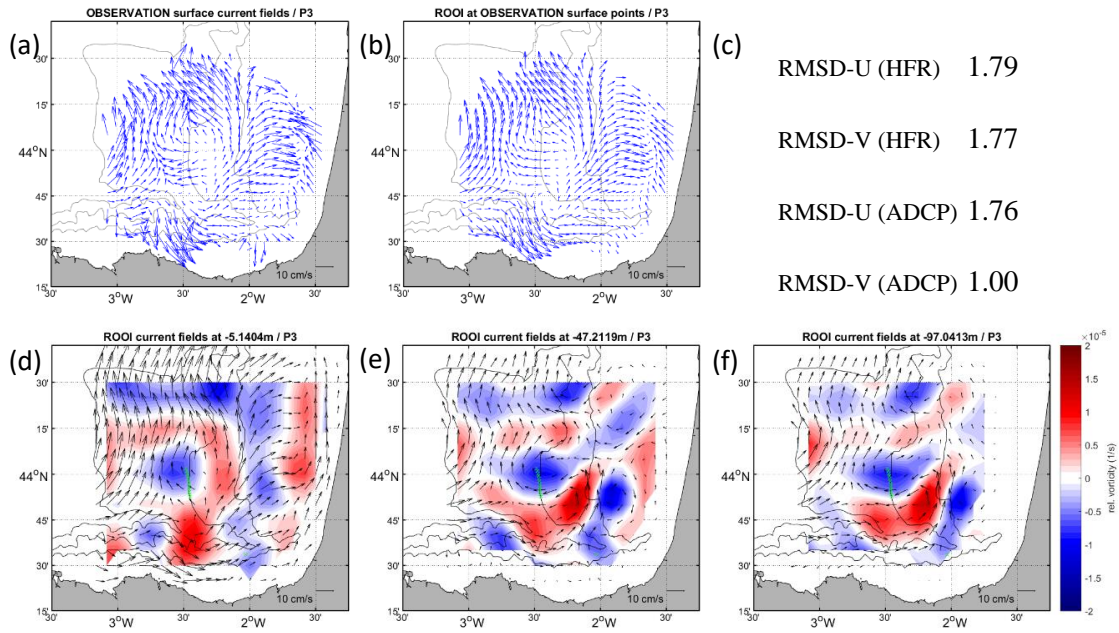 OBSERVATION surface current fields / P3
(a)
30'
15'
44°N
45'
30'
15'
30'
3°W
30'
2°W
30'
10 cm/s
ROOI at OBSERVATION surface points / P3
(b)
30'
15'
44°N
45'
30'
15'
30'
3°W
30'
2°W
30'
10 cm/s
(c)
RMSD-U (HFR) 1.79
RMSD-V (HFR) 1.77
RMSD-U (ADCP) 1.76
RMSD-V (ADCP) 1.00
ROOI current fields at -5.1404m / P3
(d)
30'
15'
44°N
45'
30'
15'
3°W
30'
2°W
30'
10 cm/s
ROOI current fields at -47.2119m / P3
(e)
30'
15'
44°N
45'
30'
15'
3°W
30'
2°W
30'
10 cm/s
ROOI current fields at -97.0413m / P3
(f)
30'
15'
44°N
45'
30'
15'
3°W
30'
2°W
30'
10 cm/s
×10⁻⁵
2
1.5
1
0.5
0
-0.5
-1
-1.5
-2
rel. vorticity (1/s)